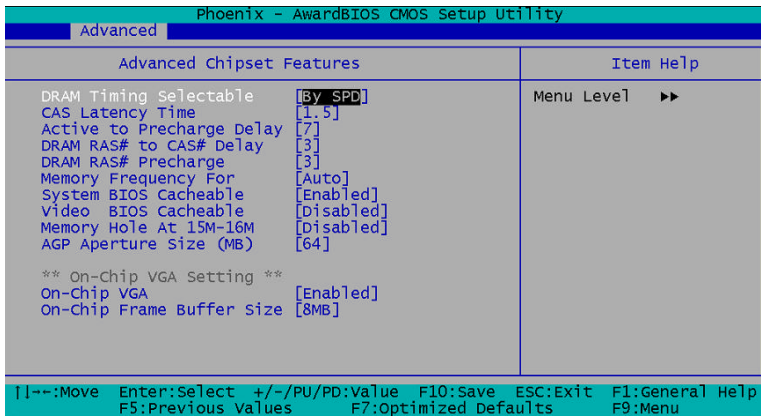 Phoenix - AwardBIOS CMOS Setup Utility
Advanced
Advanced Chipset Features
Item Help
DRAM Timing Selectable [By SPD]
Menu Level ▸▸
CAS Latency Time [1.5]
Active to Precharge Delay [7]
DRAM RAS# to CAS# Delay [3]
DRAM RAS# Precharge [3]
Memory Frequency For [Auto]
System BIOS Cacheable [Enabled]
Video BIOS Cacheable [Disabled]
Memory Hole At 15M-16M [Disabled]
AGP Aperture Size (MB) [64]
** On-Chip VGA Setting **
On-Chip VGA [Enabled]
On-Chip Frame Buffer Size [8MB]
↑↓→←:Move Enter:Select +/-/PU/PD:Value F10:Save ESC:Exit F1:General Help
F5:Previous Values F7:Optimized Defaults F9:Menu